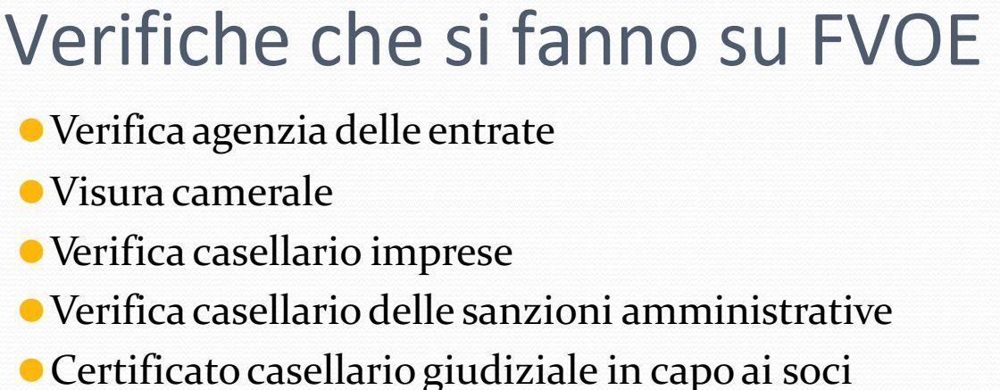 Verifiche che si fanno su FVOE
Verifica agenzia delle entrate
Visura camerale
Verifica casellario imprese
Verifica casellario delle sanzioni amministrative
Certificato casellario giudiziale in capo ai soci